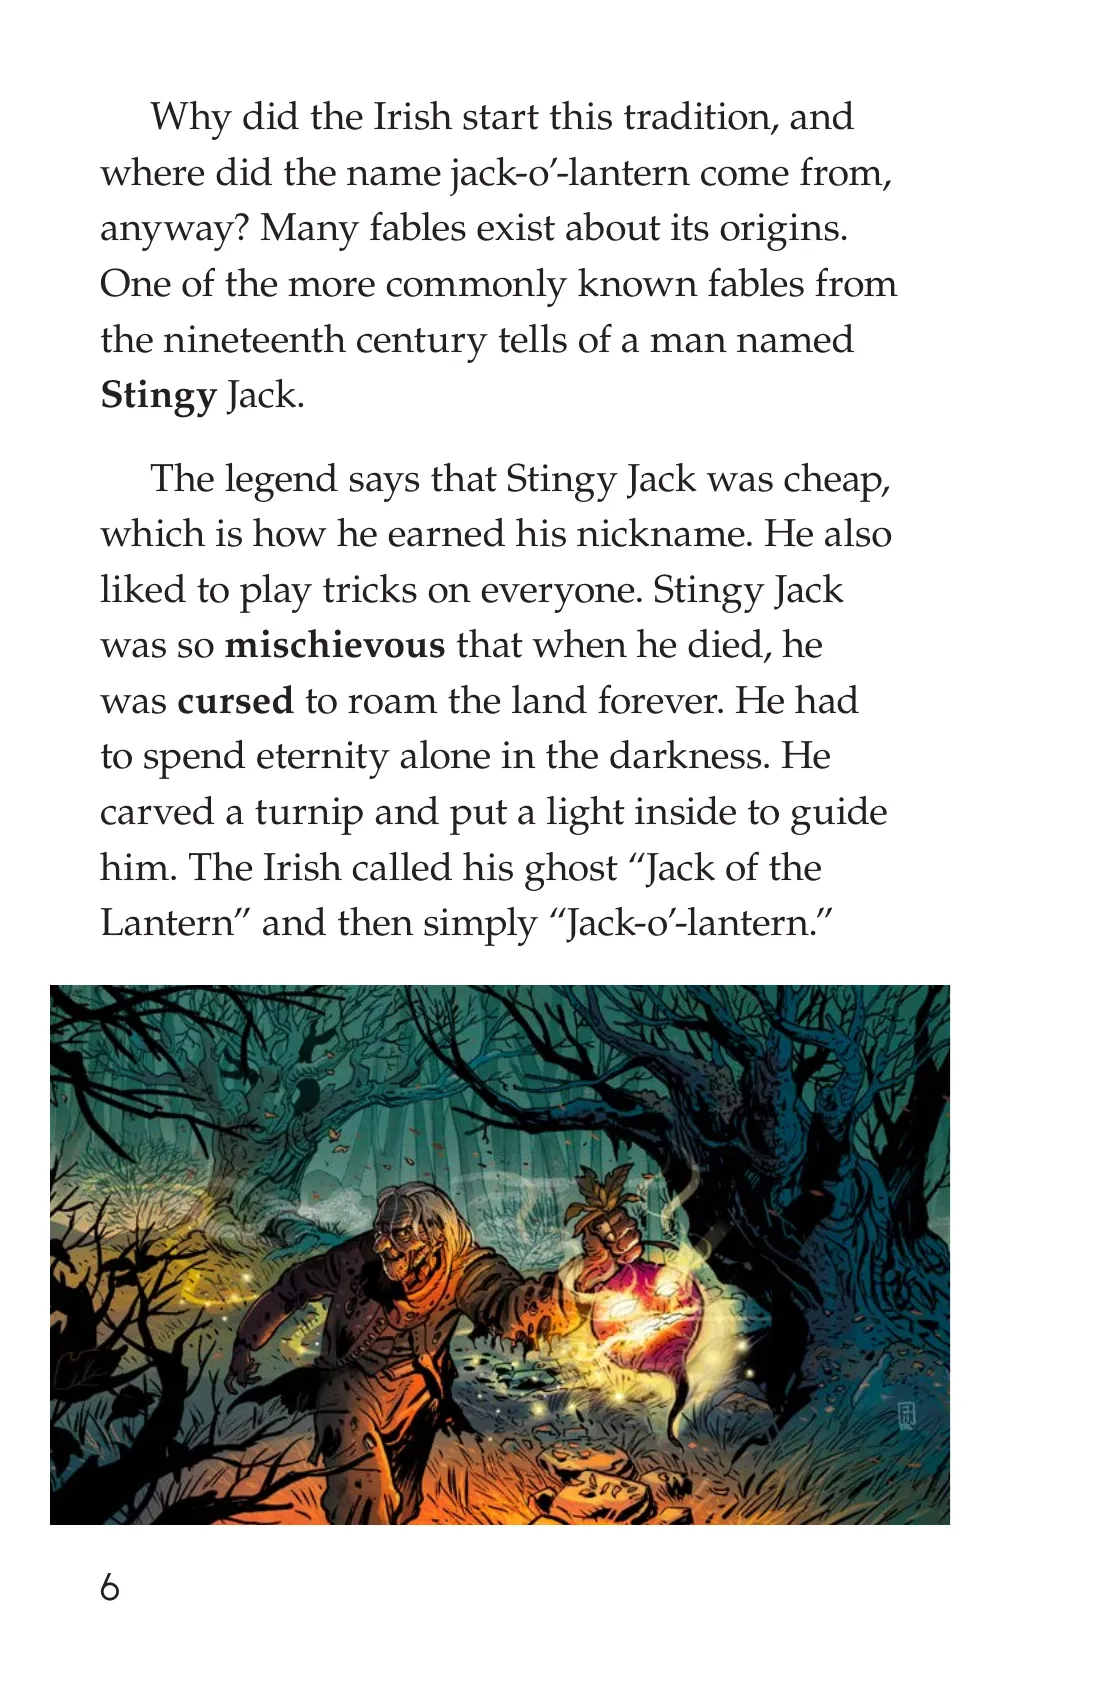 Why did the Irish start this tradition, and
where did the name jack-o’-lantern come from,
anyway? Many fables exist about its origins.
One of the more commonly known fables from
the nineteenth century tells of a man named
Stingy Jack.
The legend says that Stingy Jack was cheap,
which is how he earned his nickname. He also
liked to play tricks on everyone. Stingy Jack
was so mischievous that when he died, he
was cursed to roam the land forever. He had
to spend eternity alone in the darkness. He
carved a turnip and put a light inside to guide
him. The Irish called his ghost “Jack of the
Lantern” and then simply “Jack-o’-lantern.”
6